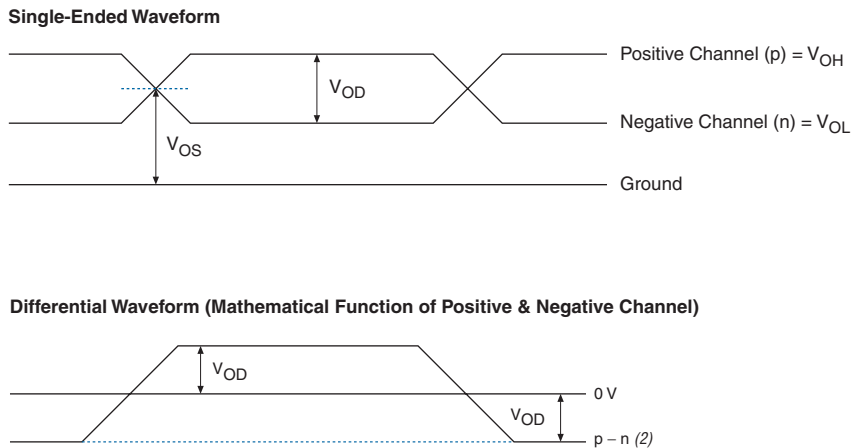 Single-Ended Waveform
Positive Channel (p) = VOH
VOD
Negative Channel (n) = VOL
VOS
Ground
Differential Waveform (Mathematical Function of Positive & Negative Channel)
VOD
0 V
VOD
p − n (2)